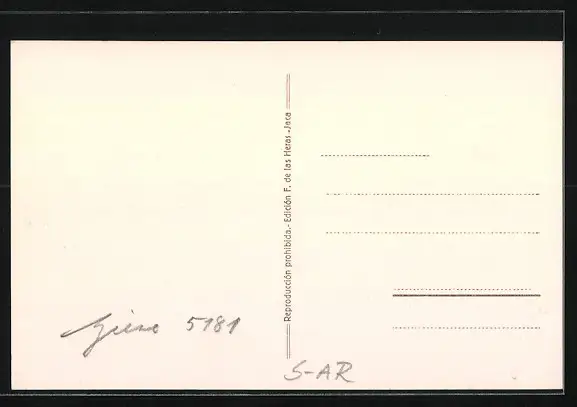 Reproducción prohibida.- Edición F. de las Heras -Jaca
5181
S-AR